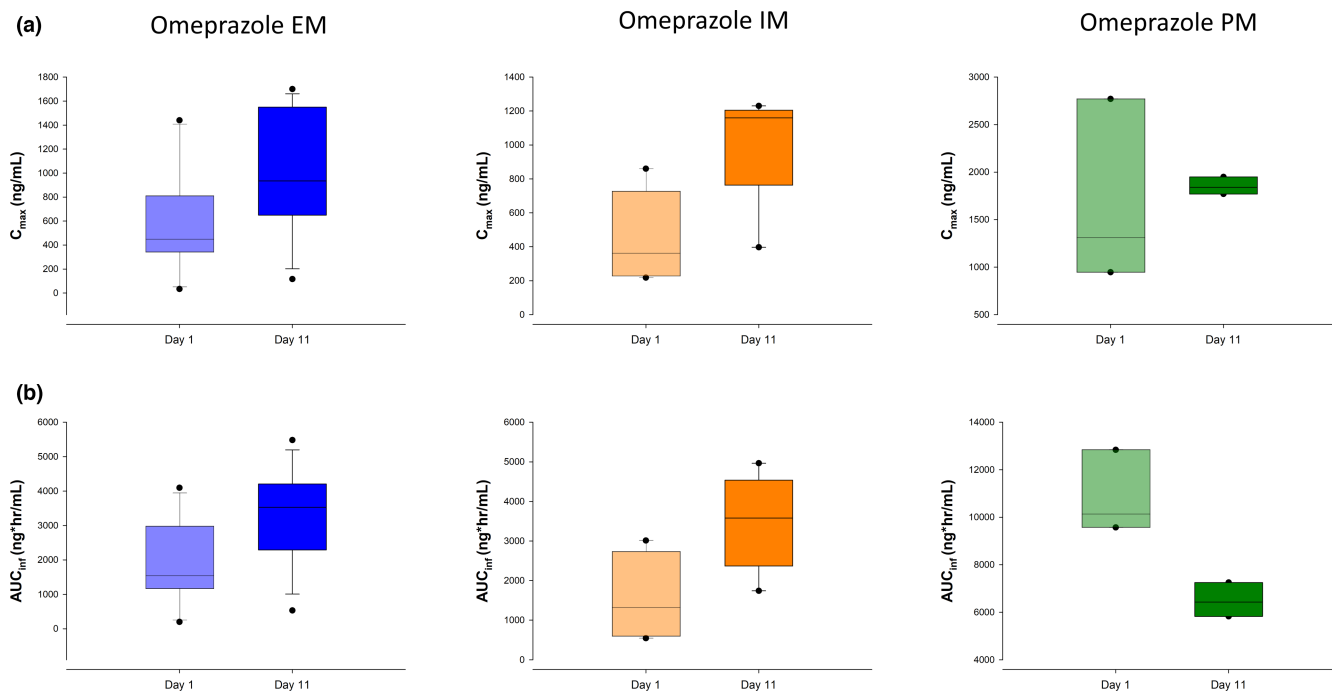 (a)
Omeprazole EM
Omeprazole IM
Omeprazole PM
1800
1600
1400
1200
1000
800
600
400
200
0
Cmax (ng/mL)
Day 1
Day 11
1400
1200
1000
800
600
400
200
0
Cmax (ng/mL)
Day 1
Day 11
3000
2500
2000
1500
1000
500
Cmax (ng/mL)
Day 1
Day 11
(b)
6000
5000
4000
3000
2000
1000
0
AUCinf (ng*hr/mL)
Day 1
Day 11
6000
5000
4000
3000
2000
1000
0
AUCinf (ng*hr/mL)
Day 1
Day 11
14000
12000
10000
8000
6000
4000
AUCinf (ng*hr/mL)
Day 1
Day 11